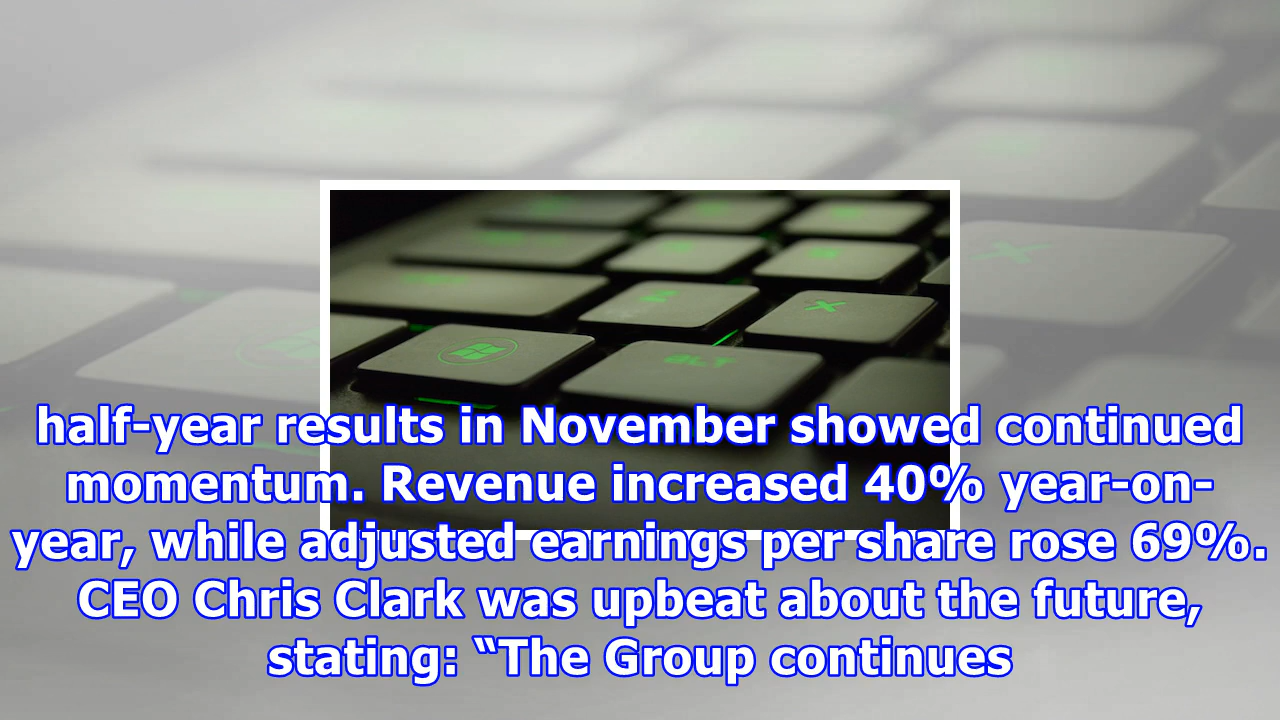 X
ALT
half-year results in November showed continued
momentum. Revenue increased 40% year-on-
year, while adjusted earnings per share rose 69%.
CEO Chris Clark was upbeat about the future,
stating: “The Group continues